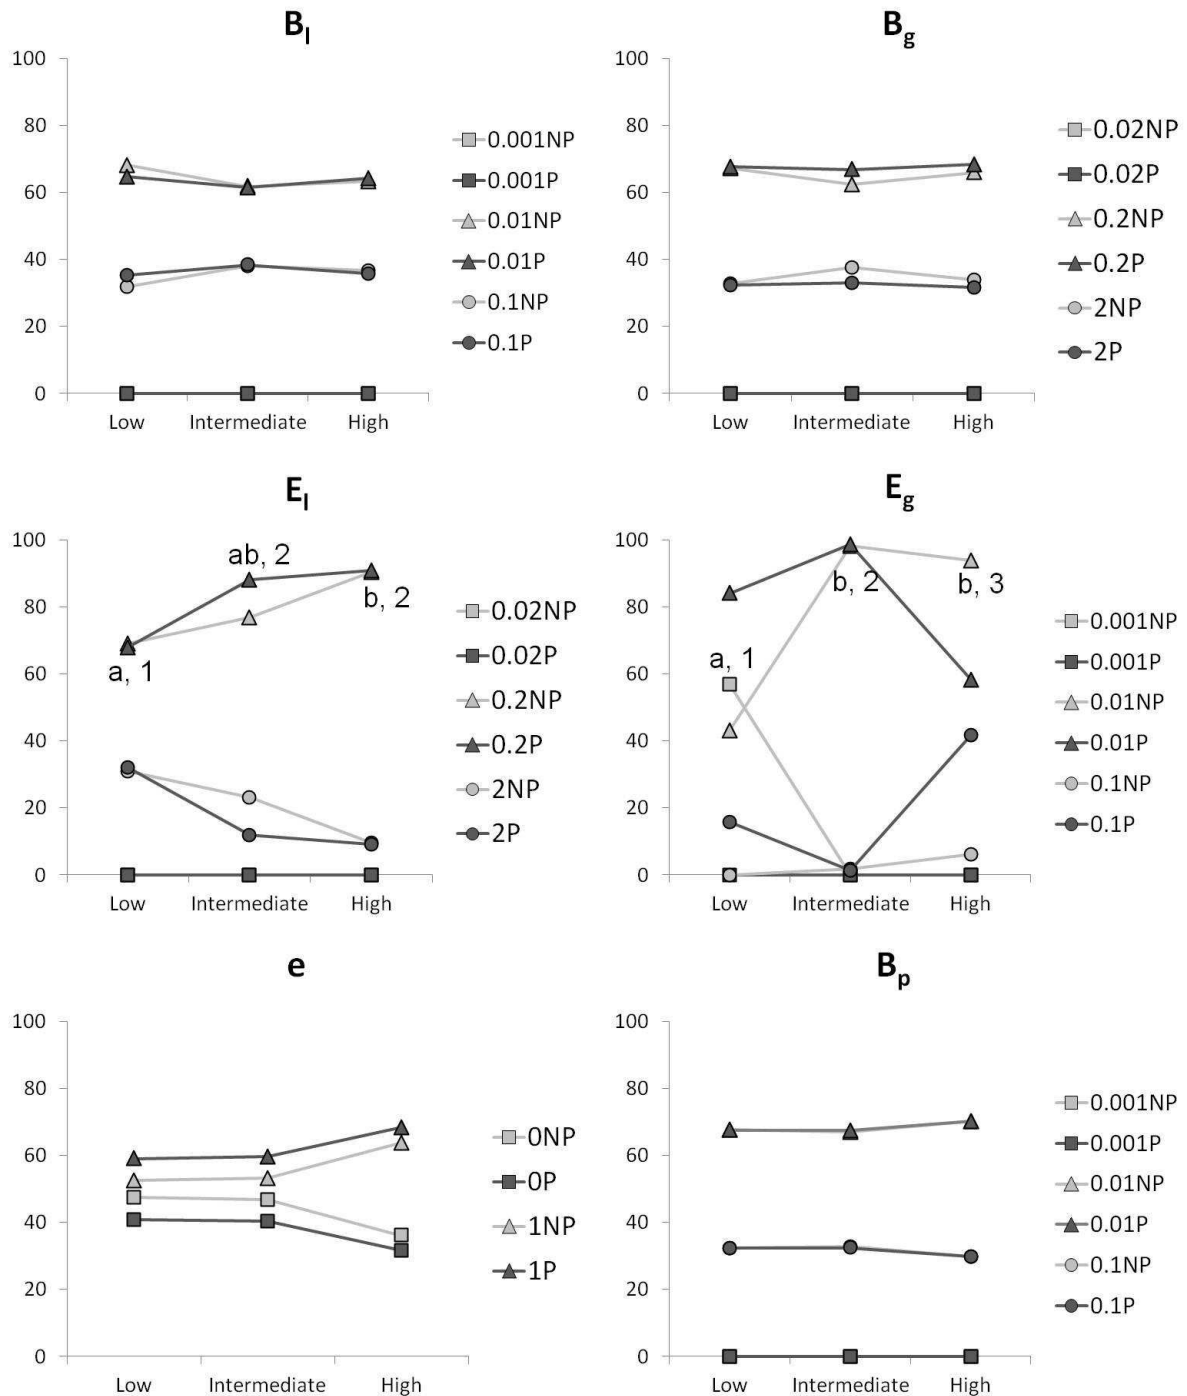 B_l
100
80
60
40
20
0
Low Intermediate High
0.001NP
0.001P
0.01NP
0.01P
0.1NP
0.1P
B_g
100
80
60
40
20
0
Low Intermediate High
0.02NP
0.02P
0.2NP
0.2P
2NP
2P
E_l
100
80
60
40
20
0
a, 1
ab, 2
b, 2
Low Intermediate High
0.02NP
0.02P
0.2NP
0.2P
2NP
2P
E_g
100
80
60
40
20
0
a, 1
b, 2
b, 3
Low Intermediate High
0.001NP
0.001P
0.01NP
0.01P
0.1NP
0.1P
e
100
80
60
40
20
0
Low Intermediate High
0NP
0P
1NP
1P
B_p
100
80
60
40
20
0
Low Intermediate High
0.001NP
0.001P
0.01NP
0.01P
0.1NP
0.1P